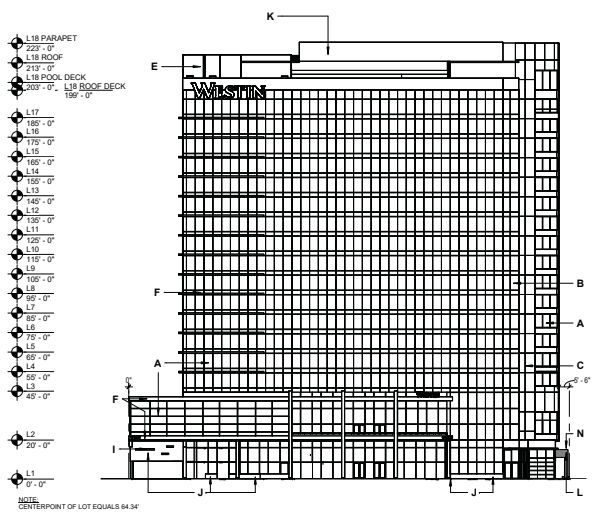 K
L18 PARAPET
223' - 0"
L18 ROOF
213' - 0"
E
L18 POOL DECK
203' - 0"
L18 ROOF DECK
199' - 0"
WESTIN
L17
185' - 0"
L16
175' - 0"
L15
165' - 0"
L14
155' - 0"
L13
145' - 0"
L12
135' - 0"
L11
125' - 0"
L10
115' - 0"
L9
105' - 0"
B
L8
95' - 0"
F
L7
85' - 0"
A
L6
75' - 0"
L5
65' - 0"
A
C
L4
55' - 0"
0"
5' - 6"
L3
45' - 0"
F
L2
20' - 0"
N
I
L1
0' - 0"
J
J
L
NOTE:
CENTERPOINT OF LOT EQUALS 64.34'